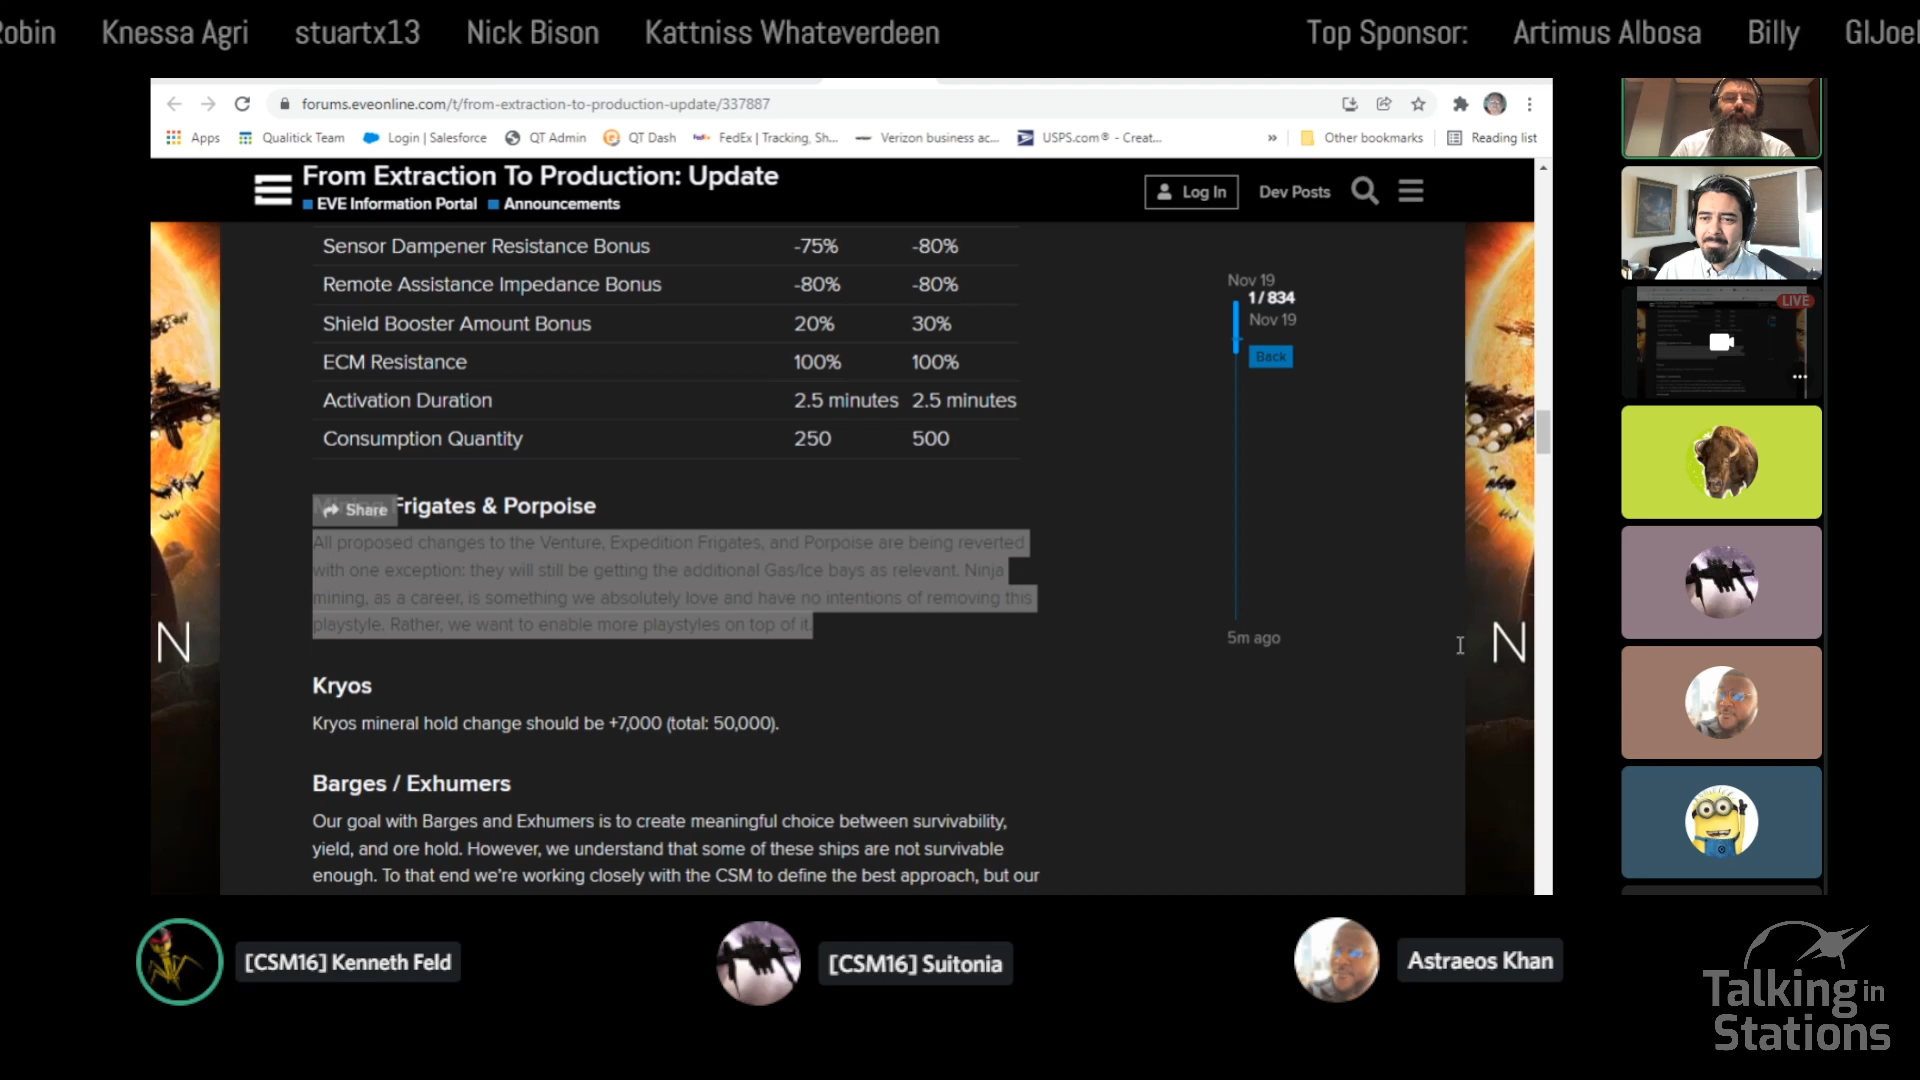 Robin Knessa Agri stuartx13 Nick Bison Kattniss Whateverdeen Top Sponsor: Artimus Albosa Billy GIJoel
forums.eveonline.com/t/from-extraction-to-production-update/337887
Apps Qualitick Team Login | Salesforce QT Admin QT Dash FedEx | Tracking, Sh... Verizon business ac... USPS.com® - Creat... » Other bookmarks Reading list
From Extraction To Production: Update
EVE Information Portal Announcements
Log In Dev Posts
Sensor Dampener Resistance Bonus -75% -80%
Remote Assistance Impedance Bonus -80% -80%
Shield Booster Amount Bonus 20% 30%
ECM Resistance 100% 100%
Activation Duration 2.5 minutes 2.5 minutes
Consumption Quantity 250 500
Nov 19
1 / 834
Nov 19
Back
5m ago
Share
Frigates & Porpoise
All proposed changes to the Venture, Expedition Frigates, and Porpoise are being reverted
with one exception: they will still be getting the additional Gas/Ice bays as relevant. Ninja
mining, as a career, is something we absolutely love and have no intentions of removing this
playstyle. Rather, we want to enable more playstyles on top of it.
Kryos
Kryos mineral hold change should be +7,000 (total: 50,000).
Barges / Exhumers
Our goal with Barges and Exhumers is to create meaningful choice between survivability,
yield, and ore hold. However, we understand that some of these ships are not survivable
enough. To that end we're working closely with the CSM to define the best approach, but our
N
N
LIVE
[CSM16] Kenneth Feld
[CSM16] Suitonia
Astraeos Khan
Talking in
Stations